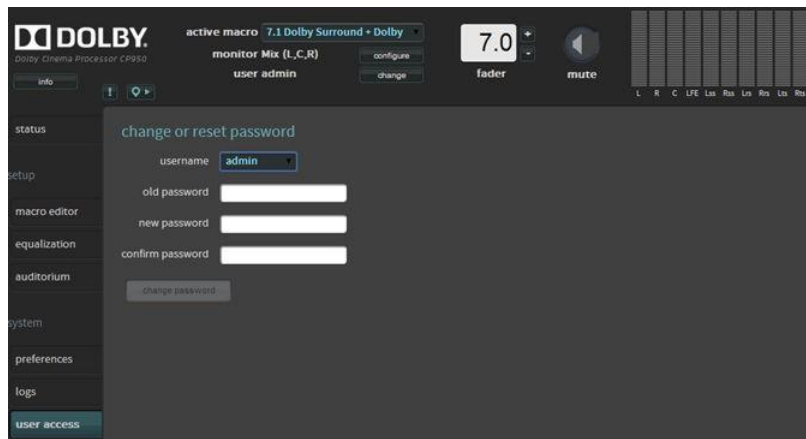 DOLBY.
Dolby Cinema Processor CP950
info
active macro 7.1 Dolby Surround + Dolby
monitor Mix (L,C,R) configure
user admin change
7.0 + -
fader
mute
L R C LFE Lss Rss Lrs Rrs Lts Rts
status
setup
macro editor
equalization
auditorium
system
preferences
logs
user access
change or reset password
username admin
old password
new password
confirm password
change password